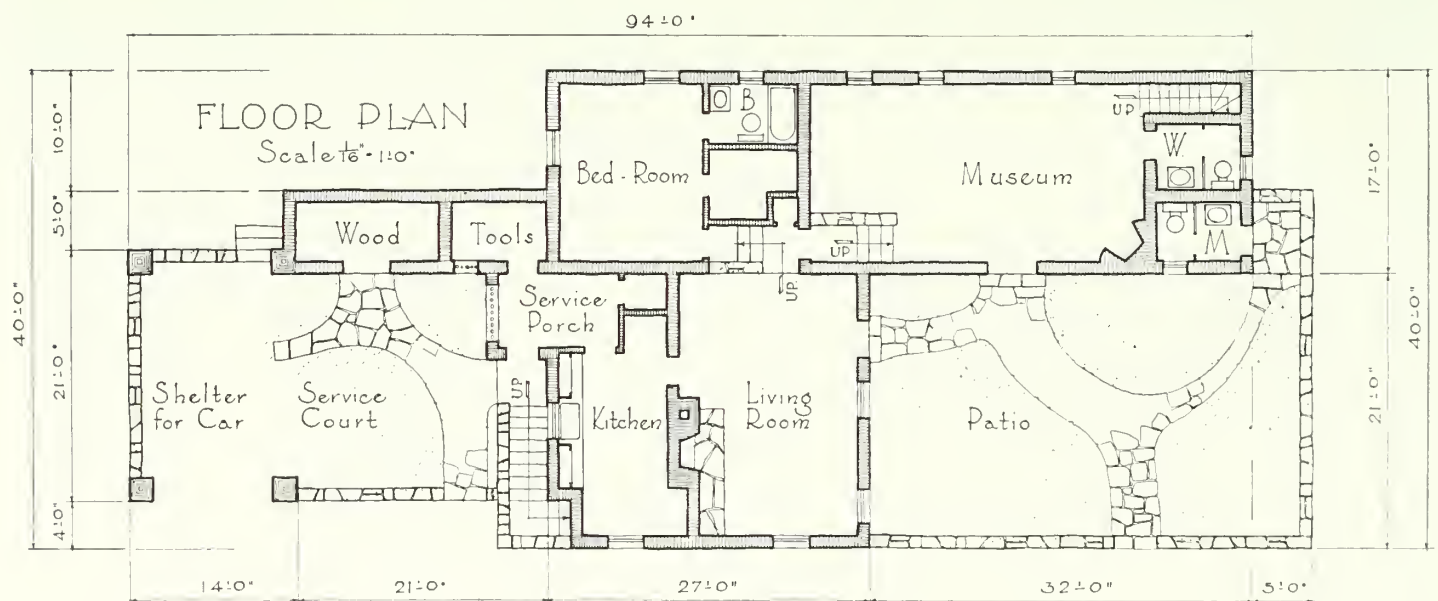 94'-0"
FLOOR PLAN
Scale 1/16"-1'-0"
10'-0"
5'-0"
40'-0"
21'-0"
4'-0"
Bed-Room
B
Museum
UP
W.
M
17'-0"
40'-0"
21'-0"
Wood
Tools
UP
UP
Service
Porch
Shelter
for Car
Service
Court
UP
Kitchen
Living
Room
Patio
14'-0"
21'-0"
27'-0"
32'-0"
5'-0"